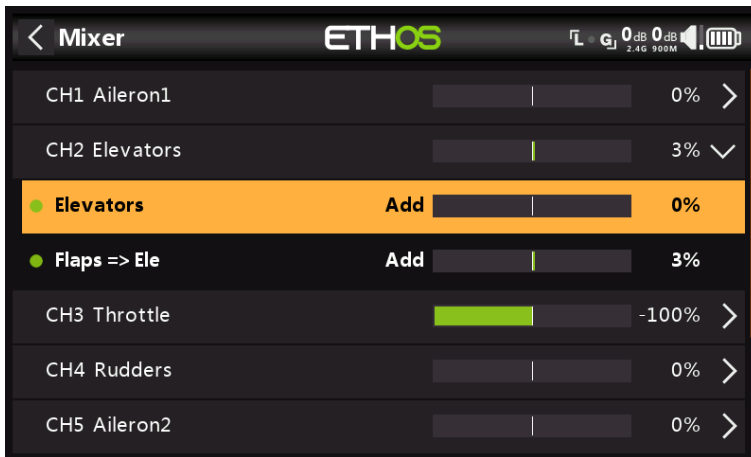 Mixer ETHOS L G 0dB 0dB
2.4G 900M
CH1 Aileron1 0%
CH2 Elevators 3%
Elevators Add 0%
Flaps => Ele Add 3%
CH3 Throttle -100%
CH4 Rudders 0%
CH5 Aileron2 0%